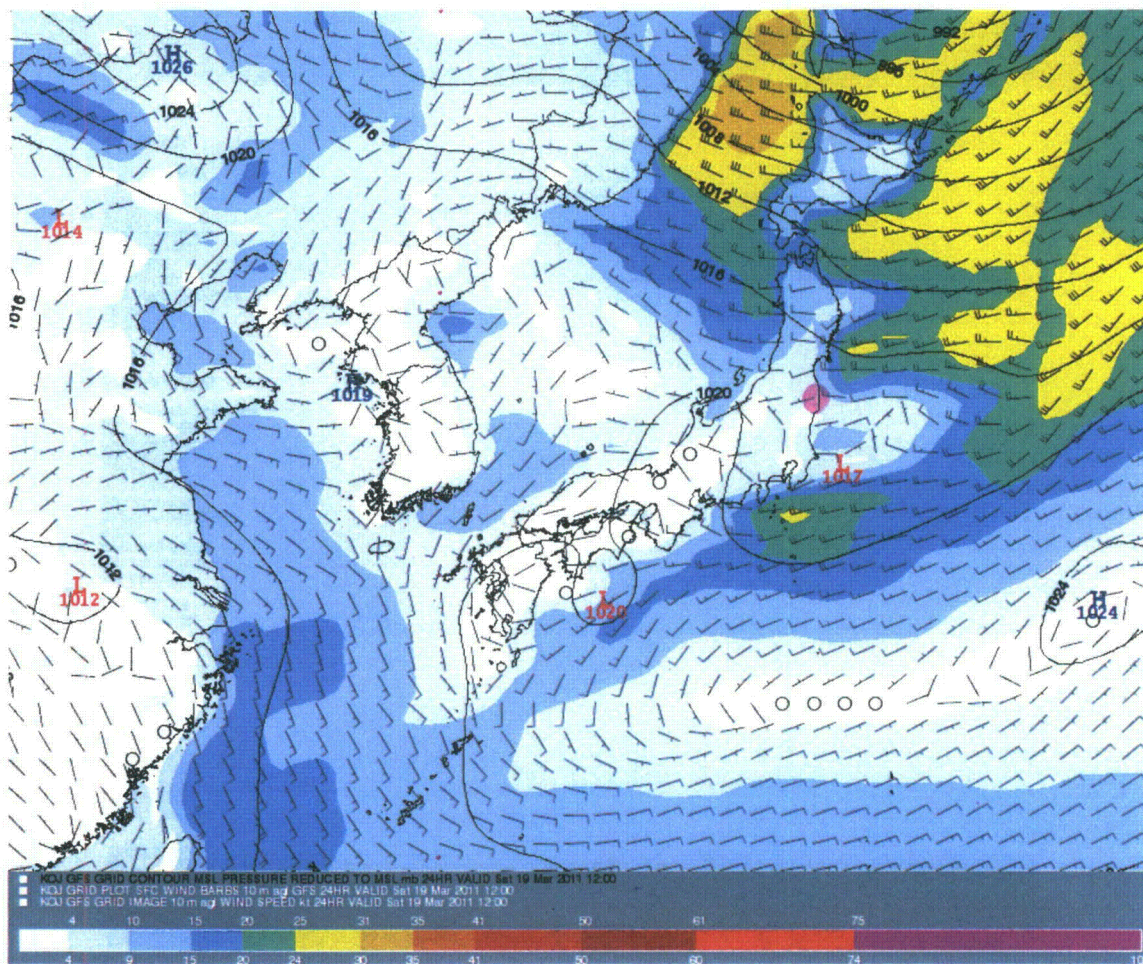 992
H
1026
996
100
1000
1024
1016
1008
1020
1012
L
1014
1016
1016
1016
H
1019
1020
L
1017
1012
L
1012
L
1020
1024
H
1024
KOJ GFS GRID CONTOUR MSL PRESSURE REDUCED TO MSL mb 24HR VALID Sat 19 Mar 2011 12:00
KOJ GRID PLOT SFC WIND BARBS 10 m agl GFS 24HR VALID Sat 19 Mar 2011 12:00
KOJ GFS GRID IMAGE 10 m agl WIND SPEED kt 24HR VALID Sat 19 Mar 2011 12:00
4 10 15 20 25 31 35 41 50 61 75
4 9 15 20 24 30 35 40 50 60 74